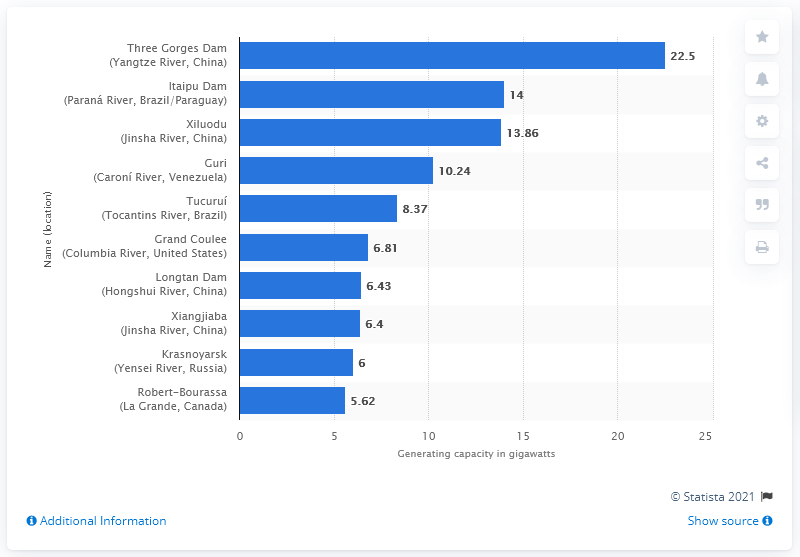 Three Gorges Dam
(Yangtze River, China)
22.5
Itaipu Dam
(Paraná River, Brazil/Paraguay)
14
Xiluodu
(Jinsha River, China)
13.86
Guri
(Caroní River, Venezuela)
10.24
Tucuruí
(Tocantins River, Brazil)
8.37
Grand Coulee
(Columbia River, United States)
6.81
Longtan Dam
(Hongshui River, China)
6.43
Xiangjiaba
(Jinsha River, China)
6.4
Krasnoyarsk
(Yensei River, Russia)
6
Robert-Bourassa
(La Grande, Canada)
5.62
Name (location)
0 5 10 15 20 25
Generating capacity in gigawatts
© Statista 2021
Additional Information
Show source